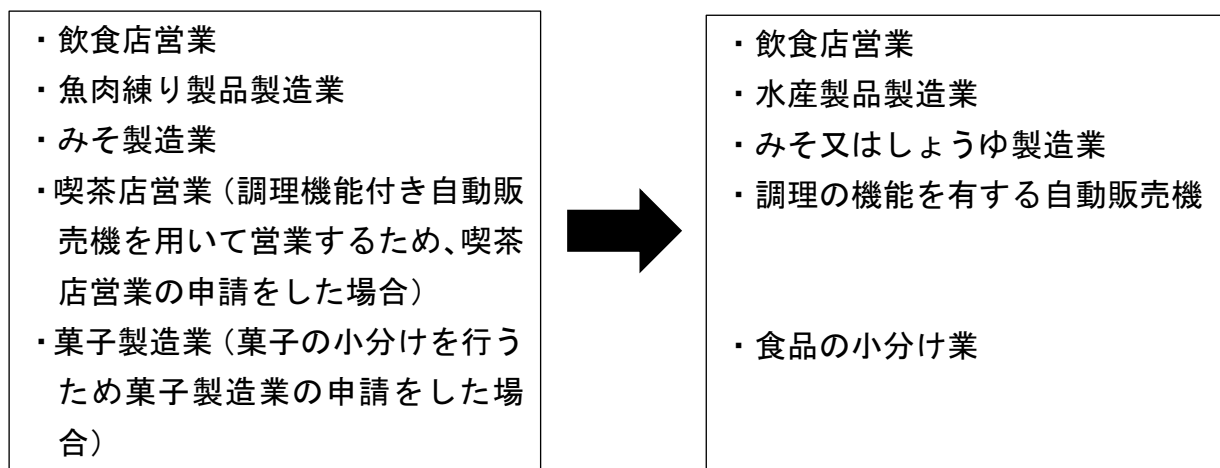 ・飲食店営業
・魚肉練り製品製造業
・みそ製造業
・喫茶店営業（調理機能付き自動販
売機を用いて営業するため、喫茶
店営業の申請をした場合）
・菓子製造業（菓子の小分けを行う
ため菓子製造業の申請をした場
合）
・飲食店営業
・水産製品製造業
・みそ又はしょうゆ製造業
・調理の機能を有する自動販売機
・食品の小分け業